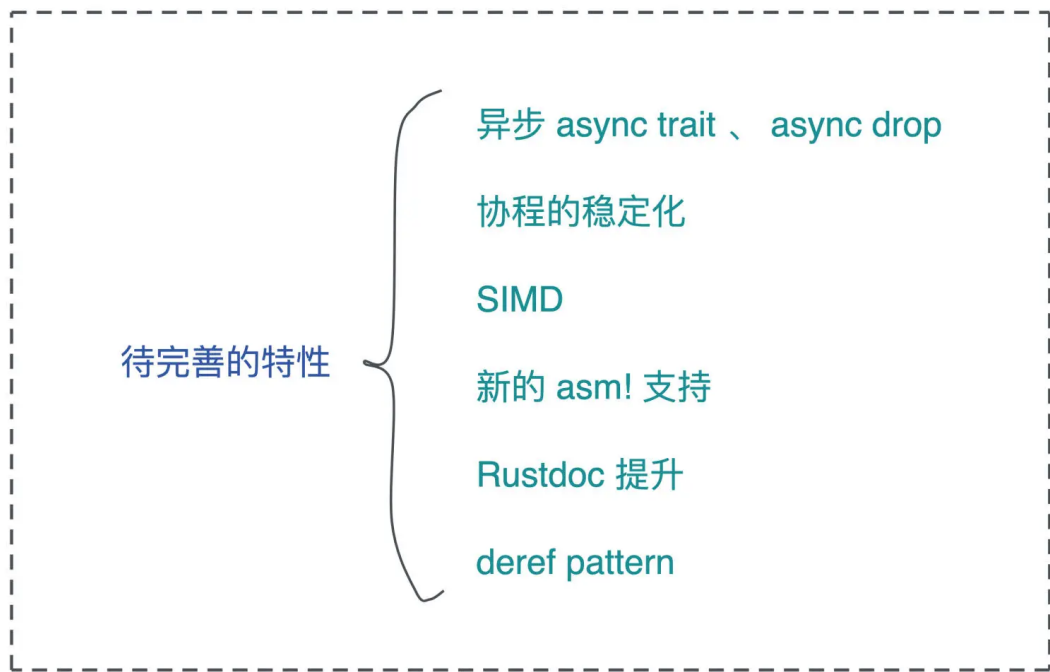 异步 async trait 、 async drop
协程的稳定化
SIMD
待完善的特性
新的 asm! 支持
Rustdoc 提升
deref pattern